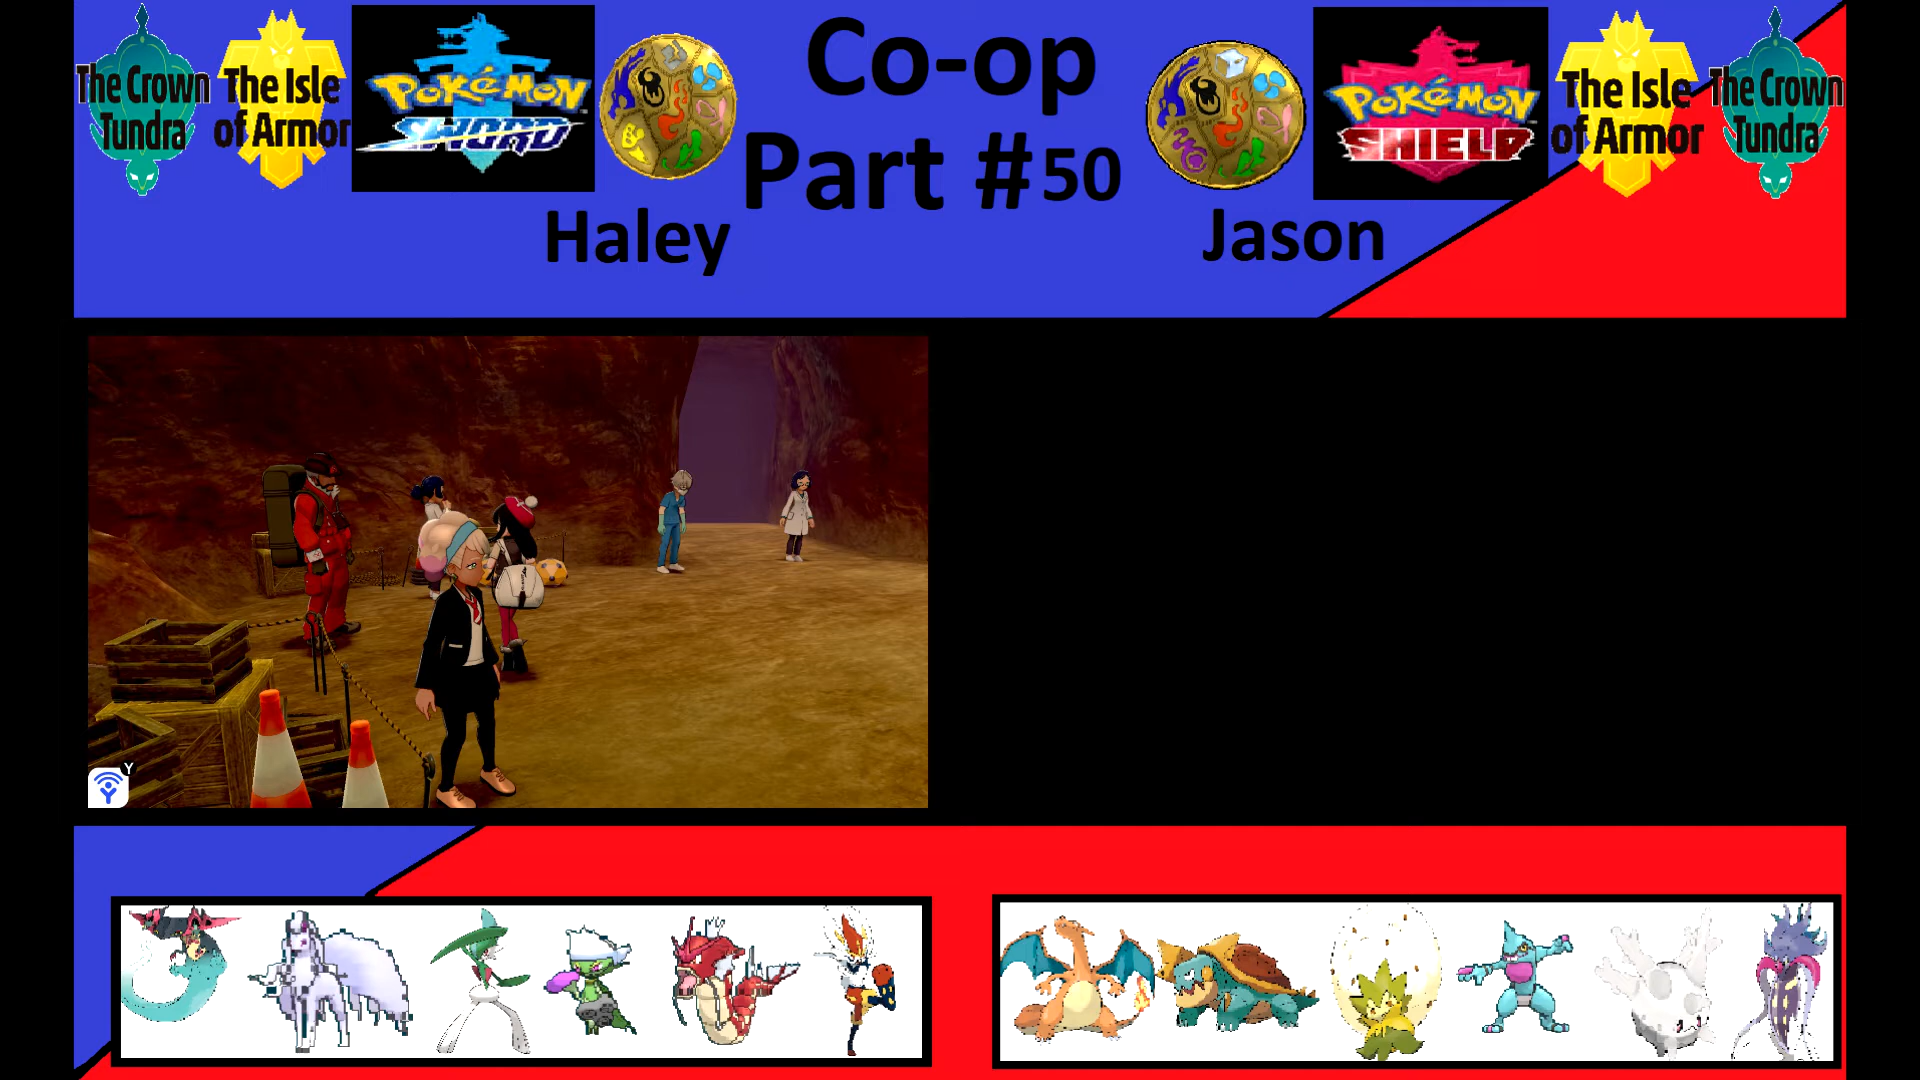 The Crown
Tundra
The Isle
of Armor
POKéMON
SWORD
Co-op
Part #50
POKéMON
SHIELD
The Isle
of Armor
The Crown
Tundra
Haley
Jason
Y